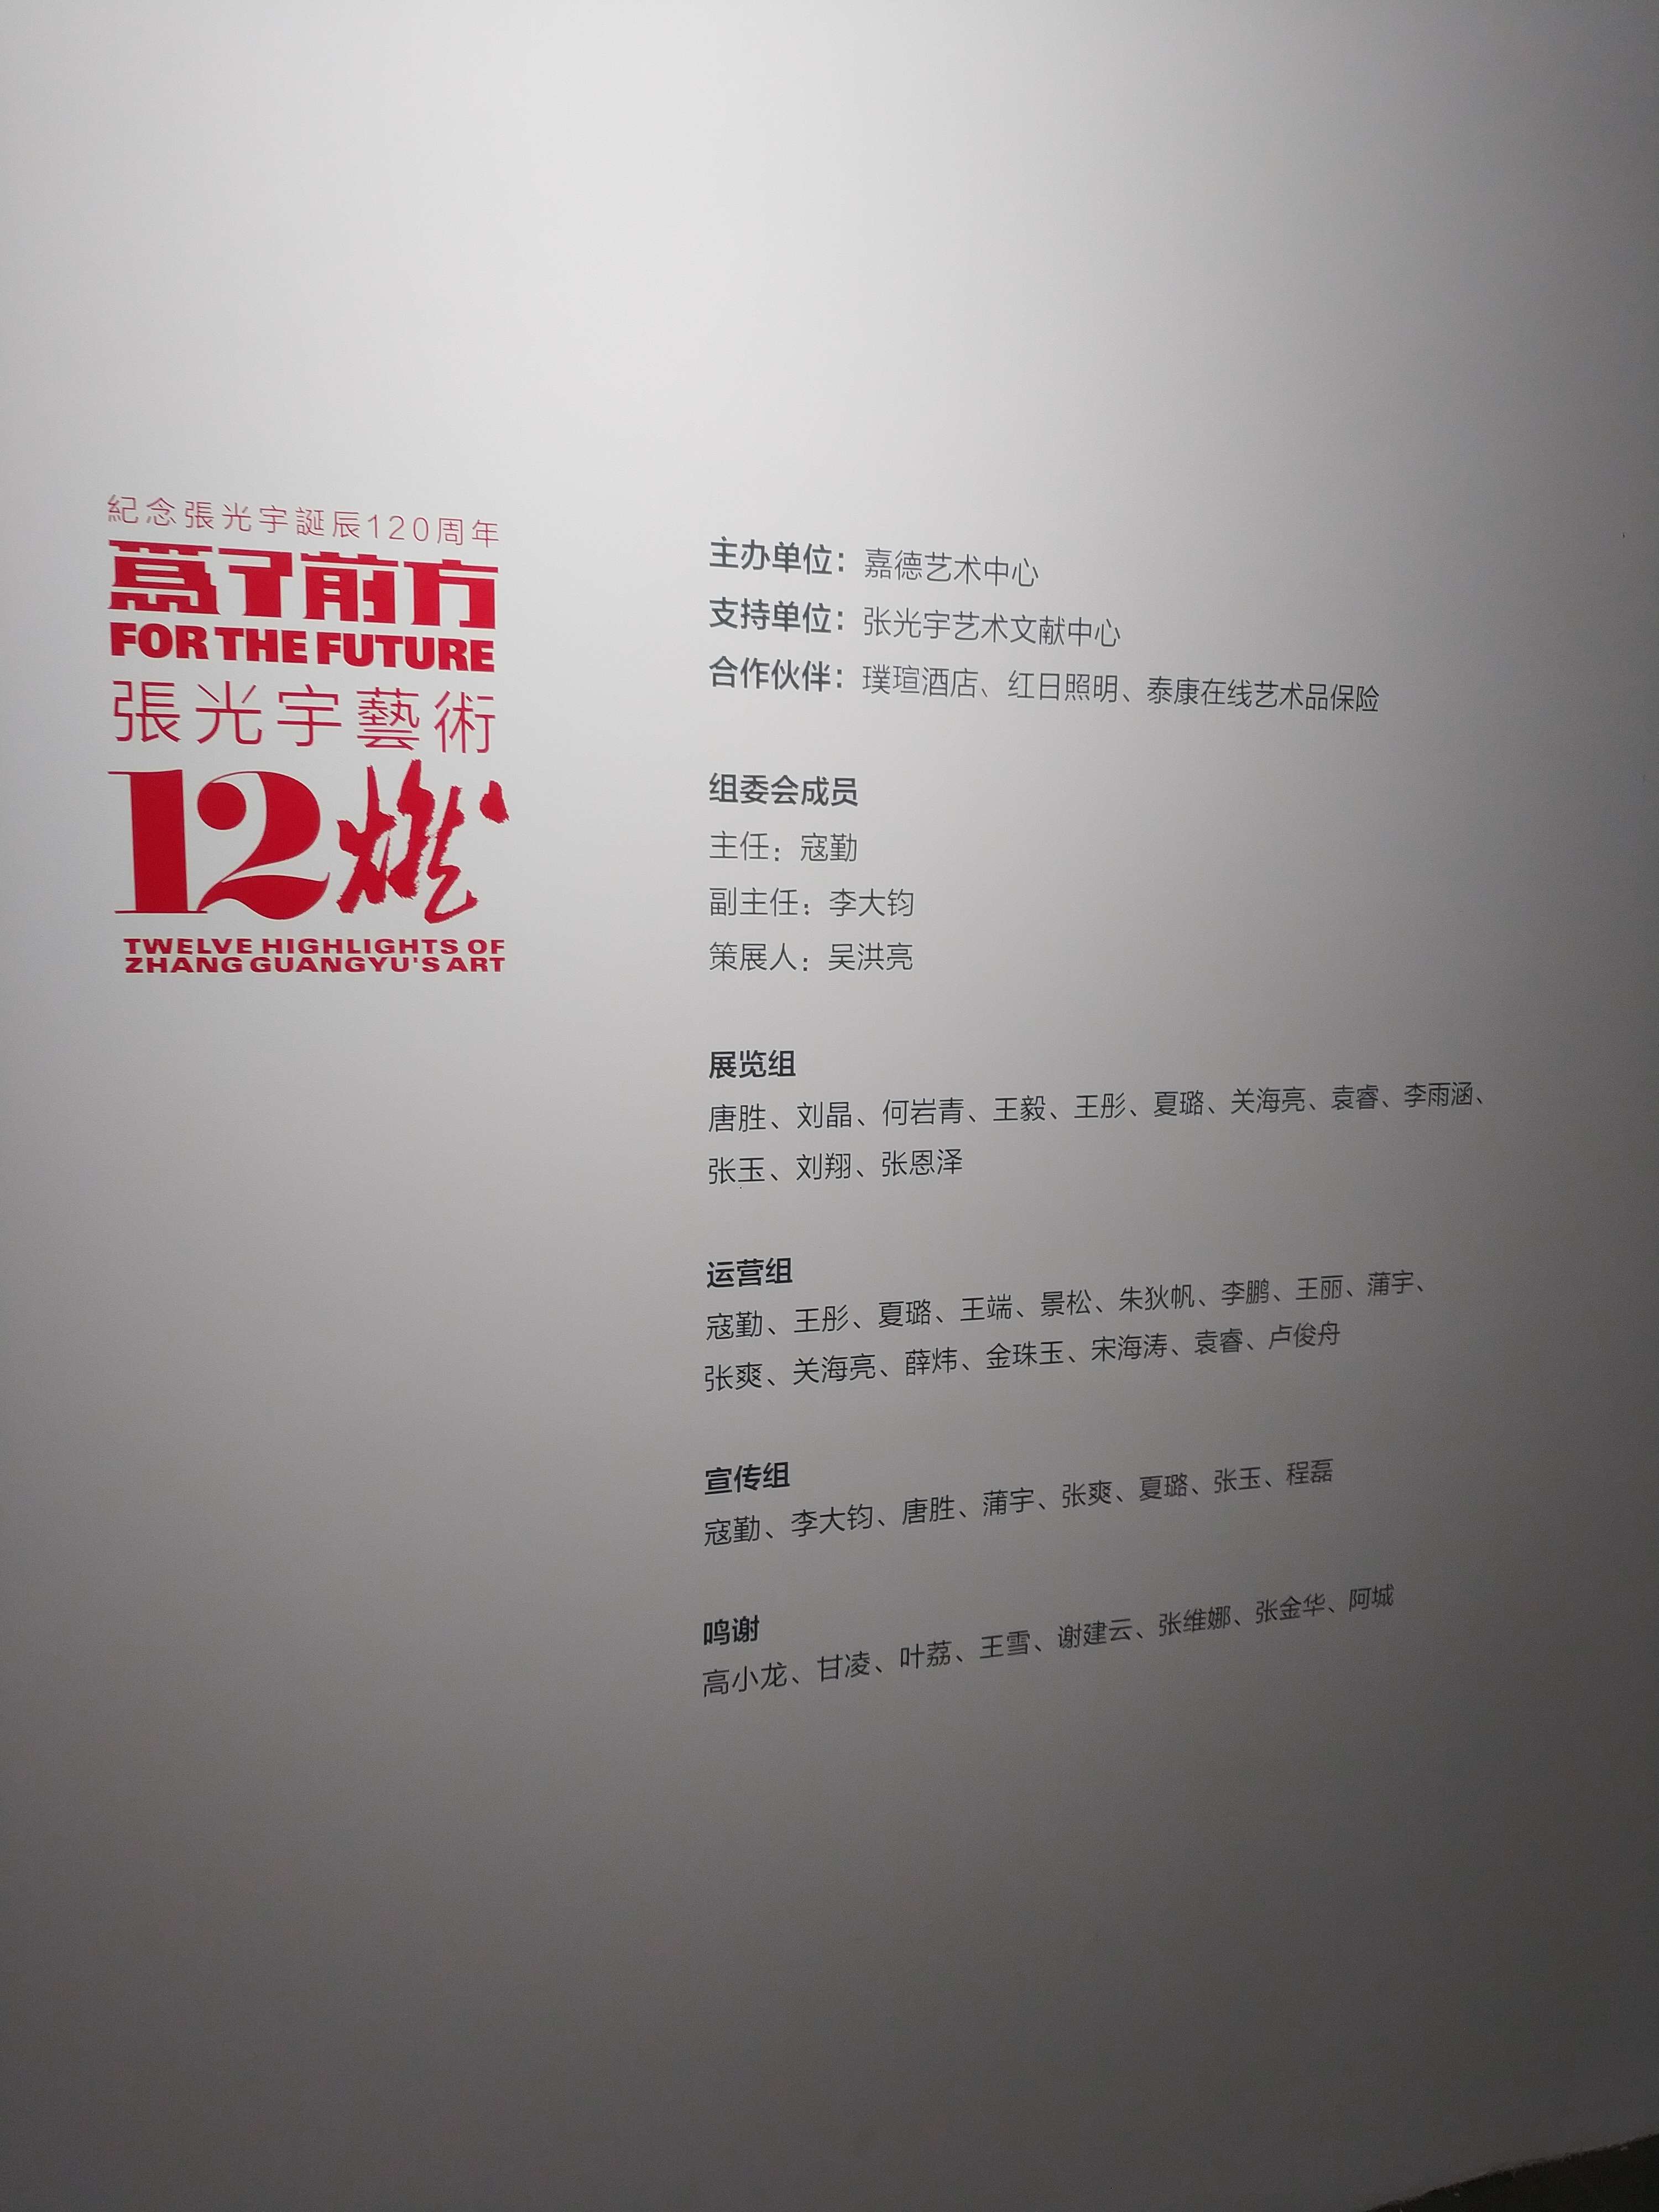 紀念張光宇誕辰120周年
為了前方
FOR THE FUTURE
張光宇藝術
12燃
TWELVE HIGHLIGHTS OF
ZHANG GUANGYU'S ART
主办单位：嘉德艺术中心
支持单位：张光宇艺术文献中心
合作伙伴：璞瑄酒店、红日照明、泰康在线艺术品保险
组委会成员
主任：寇勤
副主任：李大钧
策展人：吴洪亮
展览组
唐胜、刘晶、何岩青、王毅、王彤、夏璐、关海亮、袁睿、李雨涵、
张玉、刘翔、张恩泽
运营组
寇勤、王彤、夏璐、王端、景松、朱狄帆、李鹏、王丽、蒲宇、
张爽、关海亮、薛炜、金珠玉、宋海涛、袁睿、卢俊舟
宣传组
寇勤、李大钧、唐胜、蒲宇、张爽、夏璐、张玉、程磊
鸣谢
高小龙、甘凌、叶荔、王雪、谢建云、张维娜、张金华、阿城